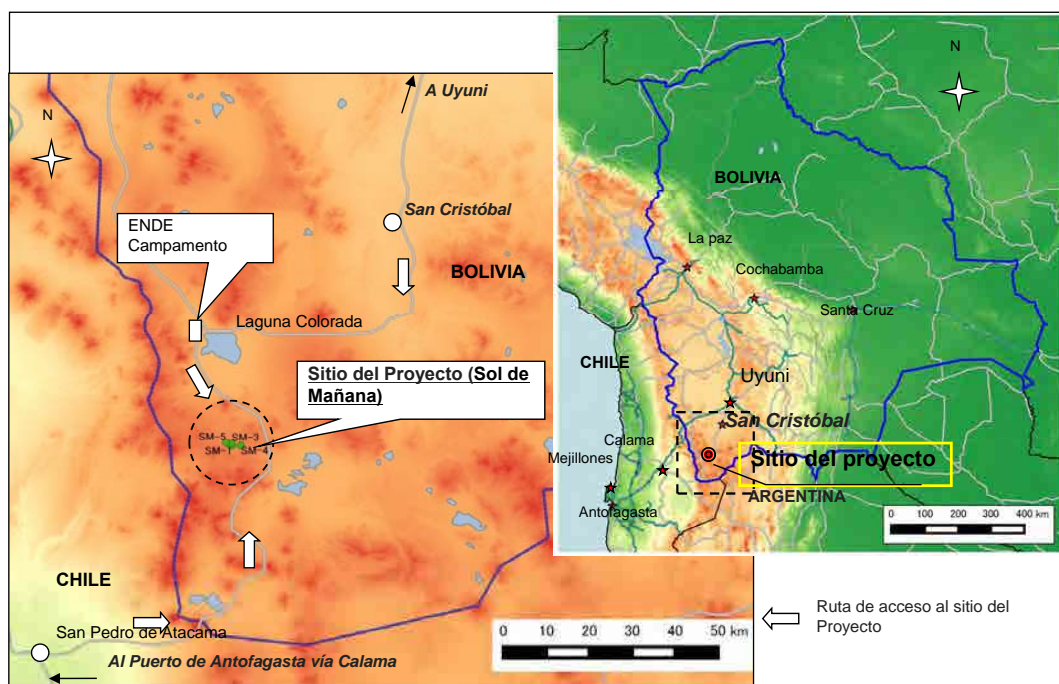 N
A Uyuni
San Cristóbal
ENDE
Campamento
BOLIVIA
Laguna Colorada
Sitio del Proyecto (Sol de
Mañana)
SM-5 SM-3
SM-1 SM-4
CHILE
San Pedro de Atacama
Al Puerto de Antofagasta vía Calama
0 10 20 30 40 50 km
N
BOLIVIA
La paz
Cochabamba
Santa Cruz
CHILE
Uyuni
San Cristóbal
Calama
Mejillones
Sitio del proyecto
ARGENTINA
Antofagasta
0 100 200 300 400 km
Ruta de acceso al sitio del
Proyecto